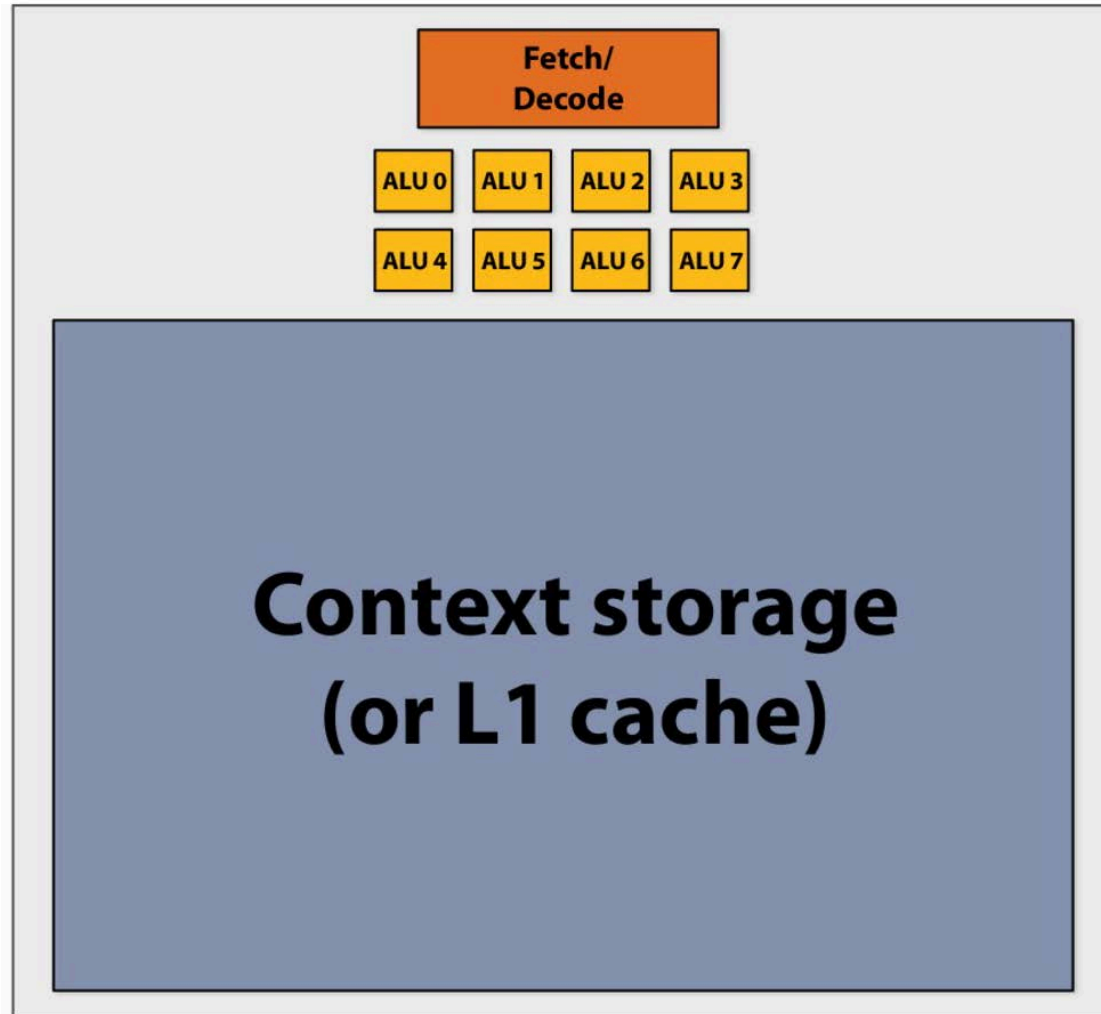 Fetch/
Decode
ALU 0 ALU 1 ALU 2 ALU 3
ALU 4 ALU 5 ALU 6 ALU 7
Context storage
(or L1 cache)